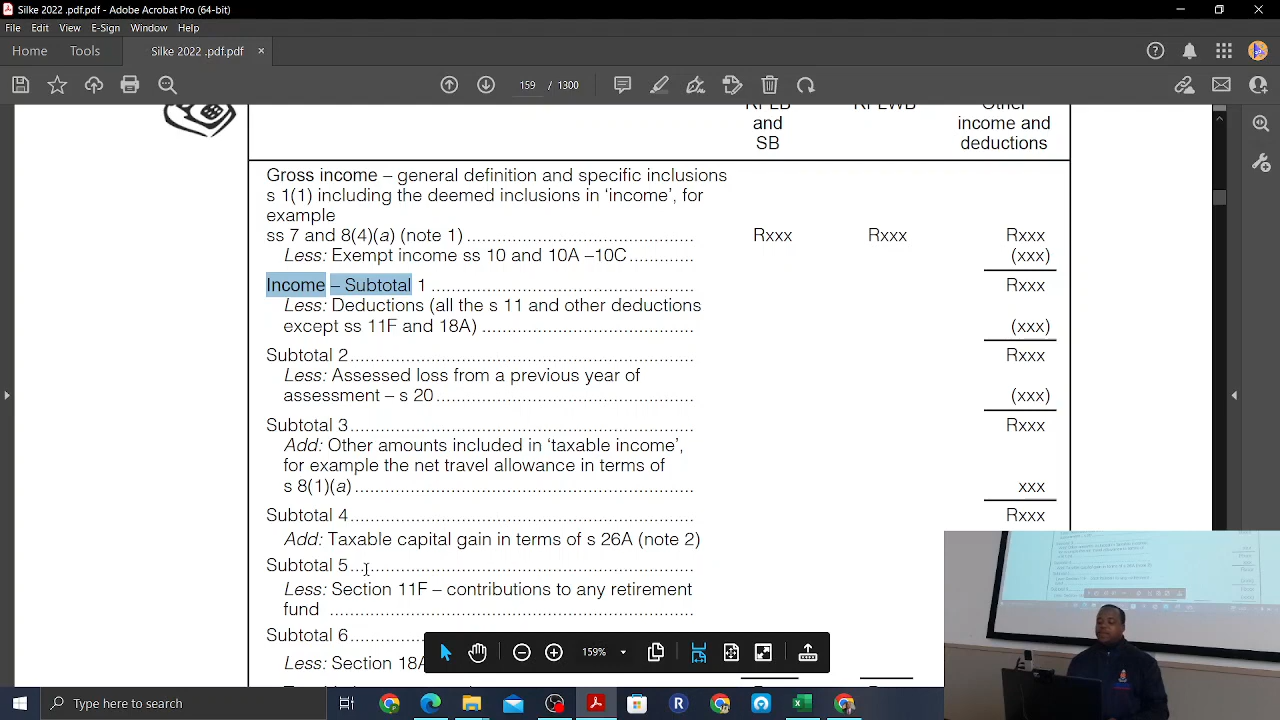 Silke 2022 .pdf.pdf - Adobe Acrobat Pro (64-bit)
File Edit View E-Sign Window Help
Home Tools Silke 2022 .pdf.pdf ×
159 / 1300
and income and
SB deductions
Gross income – general definition and specific inclusions
s 1(1) including the deemed inclusions in ‘income’, for
example
ss 7 and 8(4)(a) (note 1) ........................................ Rxxx Rxxx Rxxx
Less: Exempt income ss 10 and 10A –10C ............ (xxx)
Income – Subtotal 1 ............................................. Rxxx
Less: Deductions (all the s 11 and other deductions
except ss 11F and 18A) ..................................... (xxx)
Subtotal 2 ............................................................ Rxxx
Less: Assessed loss from a previous year of
assessment – s 20 ............................................. (xxx)
Subtotal 3 ............................................................ Rxxx
Add: Other amounts included in ‘taxable income’,
for example the net travel allowance in terms of
s 8(1)(a) ........................................................... xxx
Subtotal 4 ............................................................ Rxxx
Add: Taxable capital gain in terms of s 26A (note 2)
Subtotal 5 ............................................................
Less: Section 11F – contributions to any retirement
fund ..................................................................
Subtotal 6 ............
Less: Section 18A
159%
Type here to search